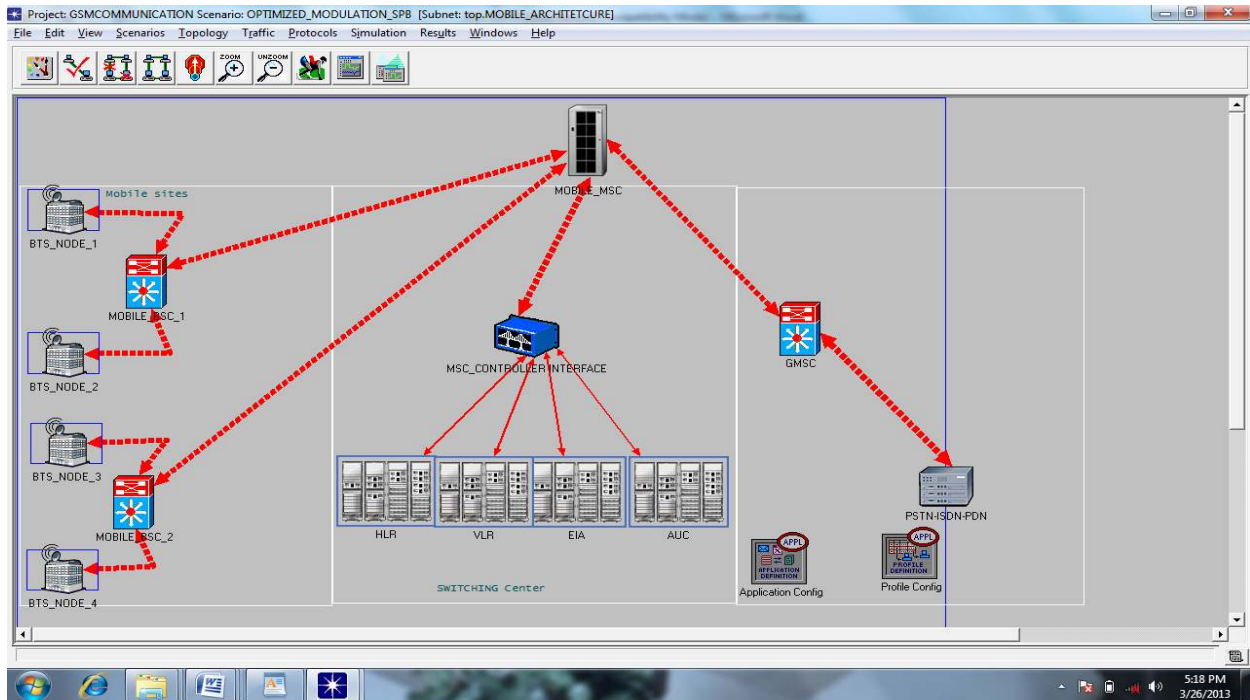 Project: GSMCOMMUNICATION Scenario: OPTIMIZED_MODULATION_SPB [Subnet: top.MOBILE_ARCHITETCURE]
File Edit View Scenarios Topology Traffic Protocols Simulation Results Windows Help
ZOOM
UNZOOM
MOBILE_MSC
Mobile sites
BTS_NODE_1
MOBILE_BSC_1
BTS_NODE_2
MSC_CONTROLLER INTERFACE
GMSC
BTS_NODE_3
MOBILE_BSC_2
BTS_NODE_4
HLR
VLR
EIA
AUC
SWITCHING Center
PSTN-ISDN-PDN
APPL
APPLICATION
DEFINITION
Application Config
APPL
PROFILE
DEFINITION
Profile Config
5:18 PM
3/26/2013